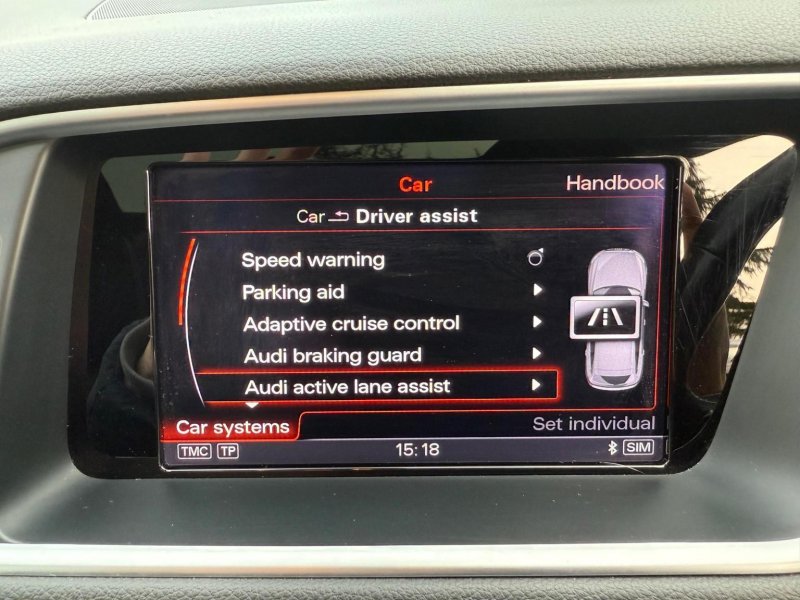 Car
Handbook
Car Driver assist
Speed warning
Parking aid
Adaptive cruise control
Audi braking guard
Audi active lane assist
Car systems
Set individual
TMC TP
15:18
SIM